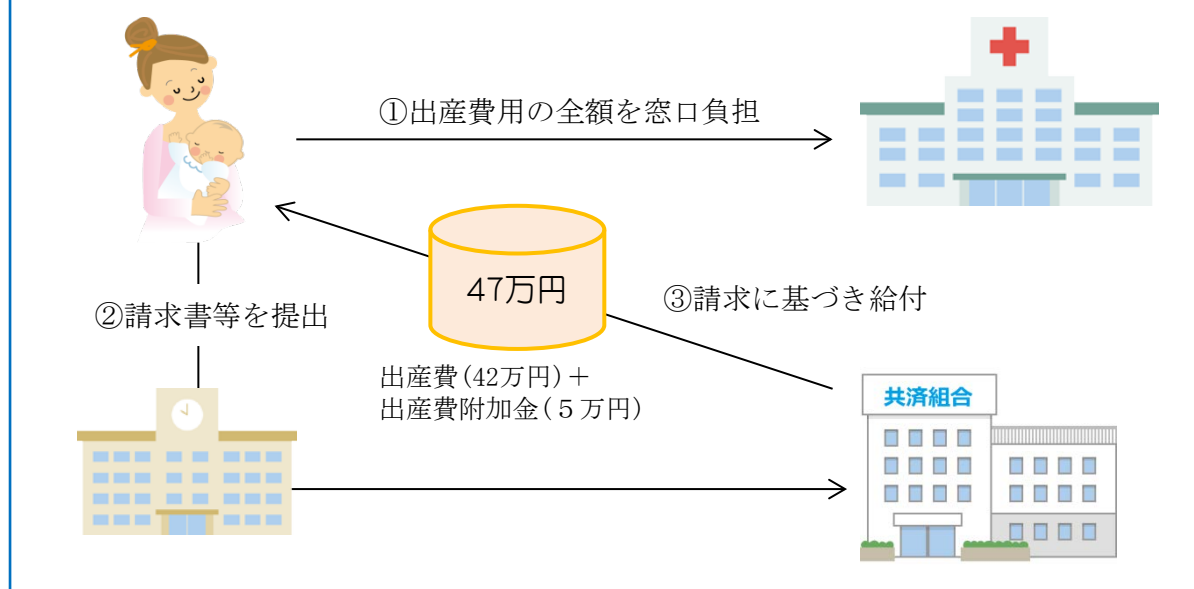 ①出産費用の全額を窓口負担
47万円
②請求書等を提出
③請求に基づき給付
出産費(42万円)＋
出産費附加金(５万円)
共済組合